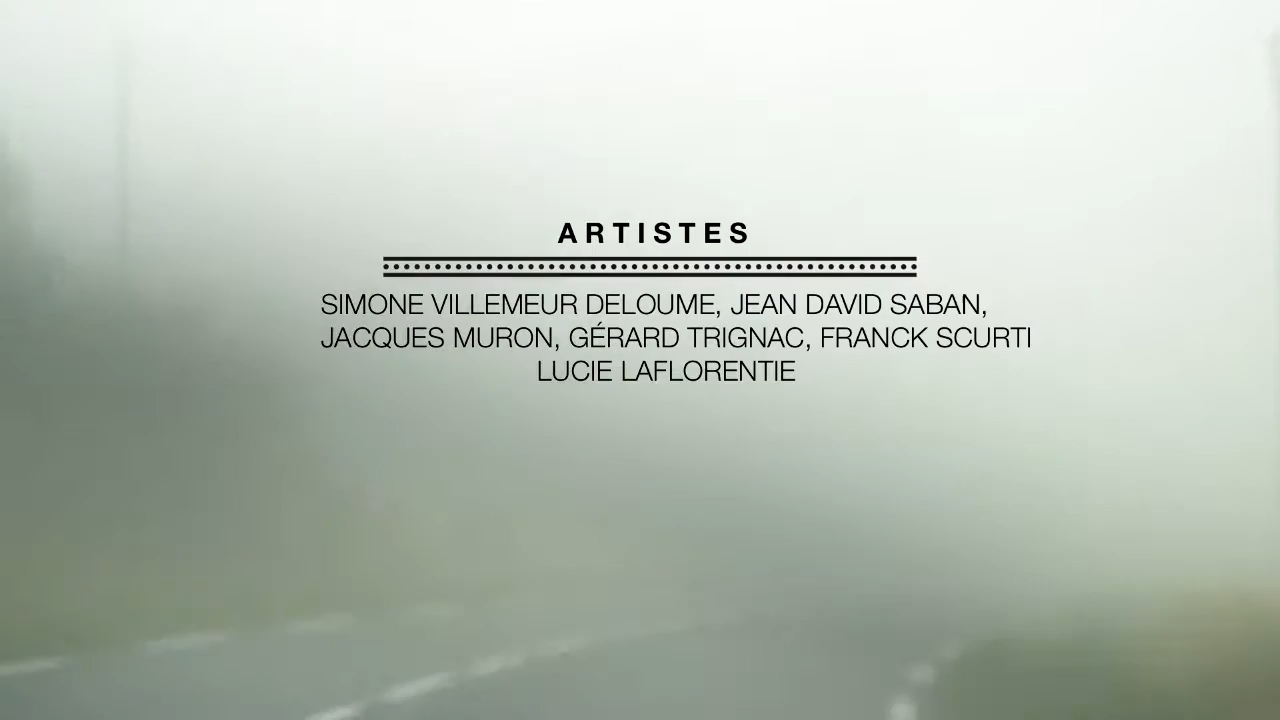 ARTISTES
SIMONE VILLEMEUR DELOUME, JEAN DAVID SABAN,
JACQUES MURON, GÉRARD TRIGNAC, FRANCK SCURTI
LUCIE LAFLORENTIE